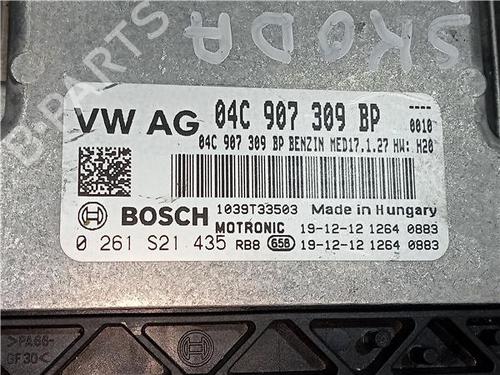 SKODA
VW AG 04C 907 309 BP ----
0010
04C 907 309 BP BENZIN MED17.1.27 HW: H20
1039T33503 Made in Hungary
BOSCH MOTRONIC 19-12-12 1264 0883
0 261 S21 435 RB8 658 19-12-12 1264 0883
>PA66-
GF30<
B-PARTS